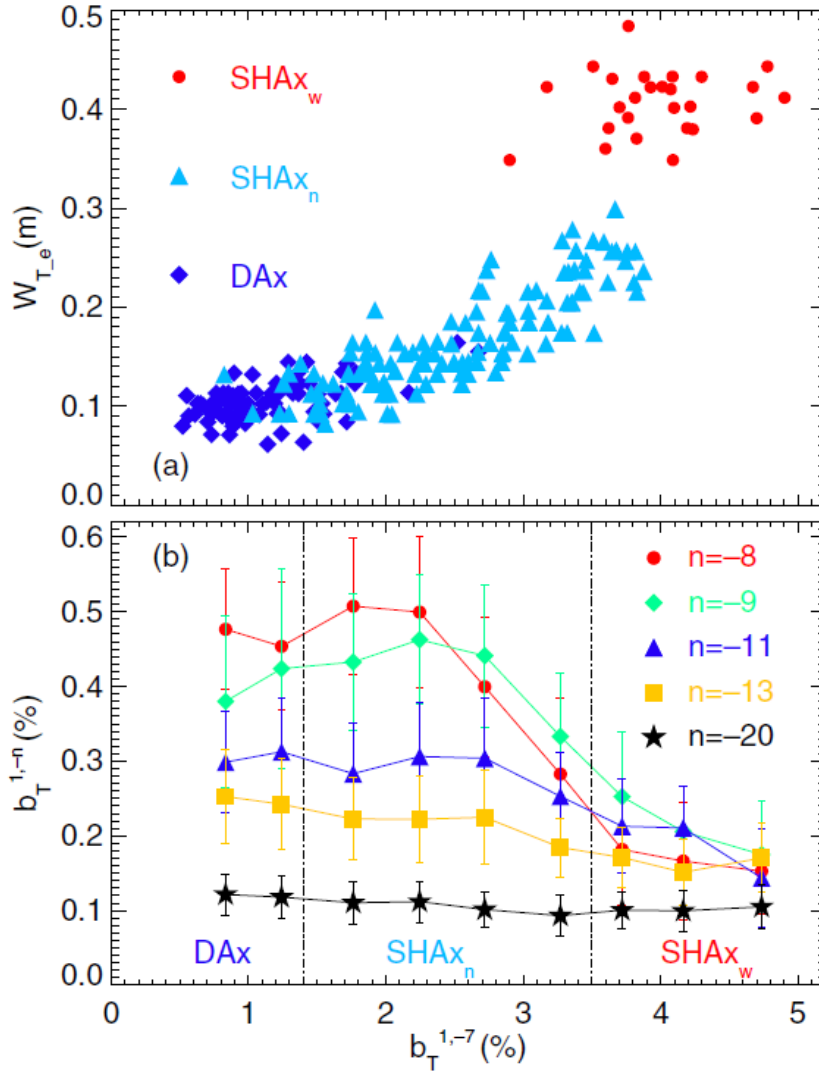 0.5
0.4
0.3
0.2
0.1
0.0
W_T_e(m)
SHAx_w
SHAx_n
DAx
(a)
0.6
0.5
0.4
0.3
0.2
0.1
0.0
b_T^1,−n(%)
(b)
n=−8
n=−9
n=−11
n=−13
n=−20
DAx
SHAx_n
SHAx_w
0 1 2 3 4 5
b_T^1,−7(%)